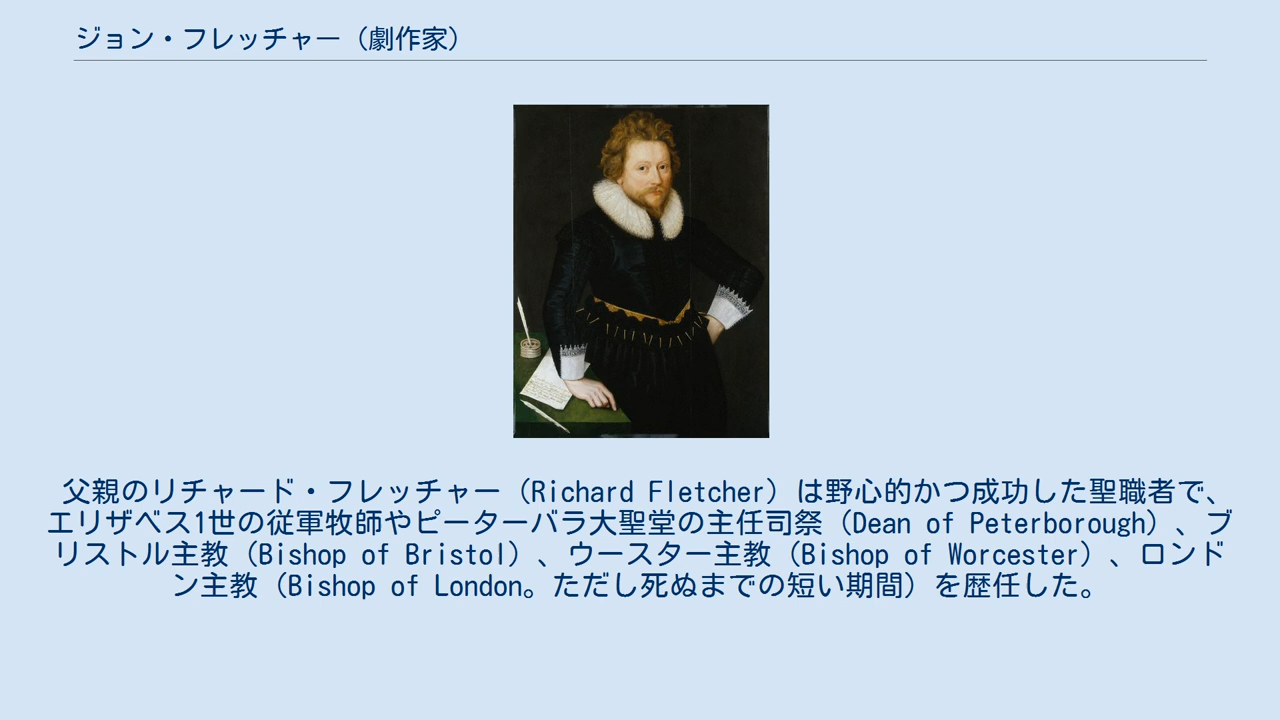 ジョン・フレッチャー（劇作家）
父親のリチャード・フレッチャー（Richard Fletcher）は野心的かつ成功した聖職者で、
エリザベス1世の従軍牧師やピーターバラ大聖堂の主任司祭（Dean of Peterborough）、ブ
リストル主教（Bishop of Bristol）、ウースター主教（Bishop of Worcester）、ロンド
ン主教（Bishop of London。ただし死ぬまでの短い期間）を歴任した。